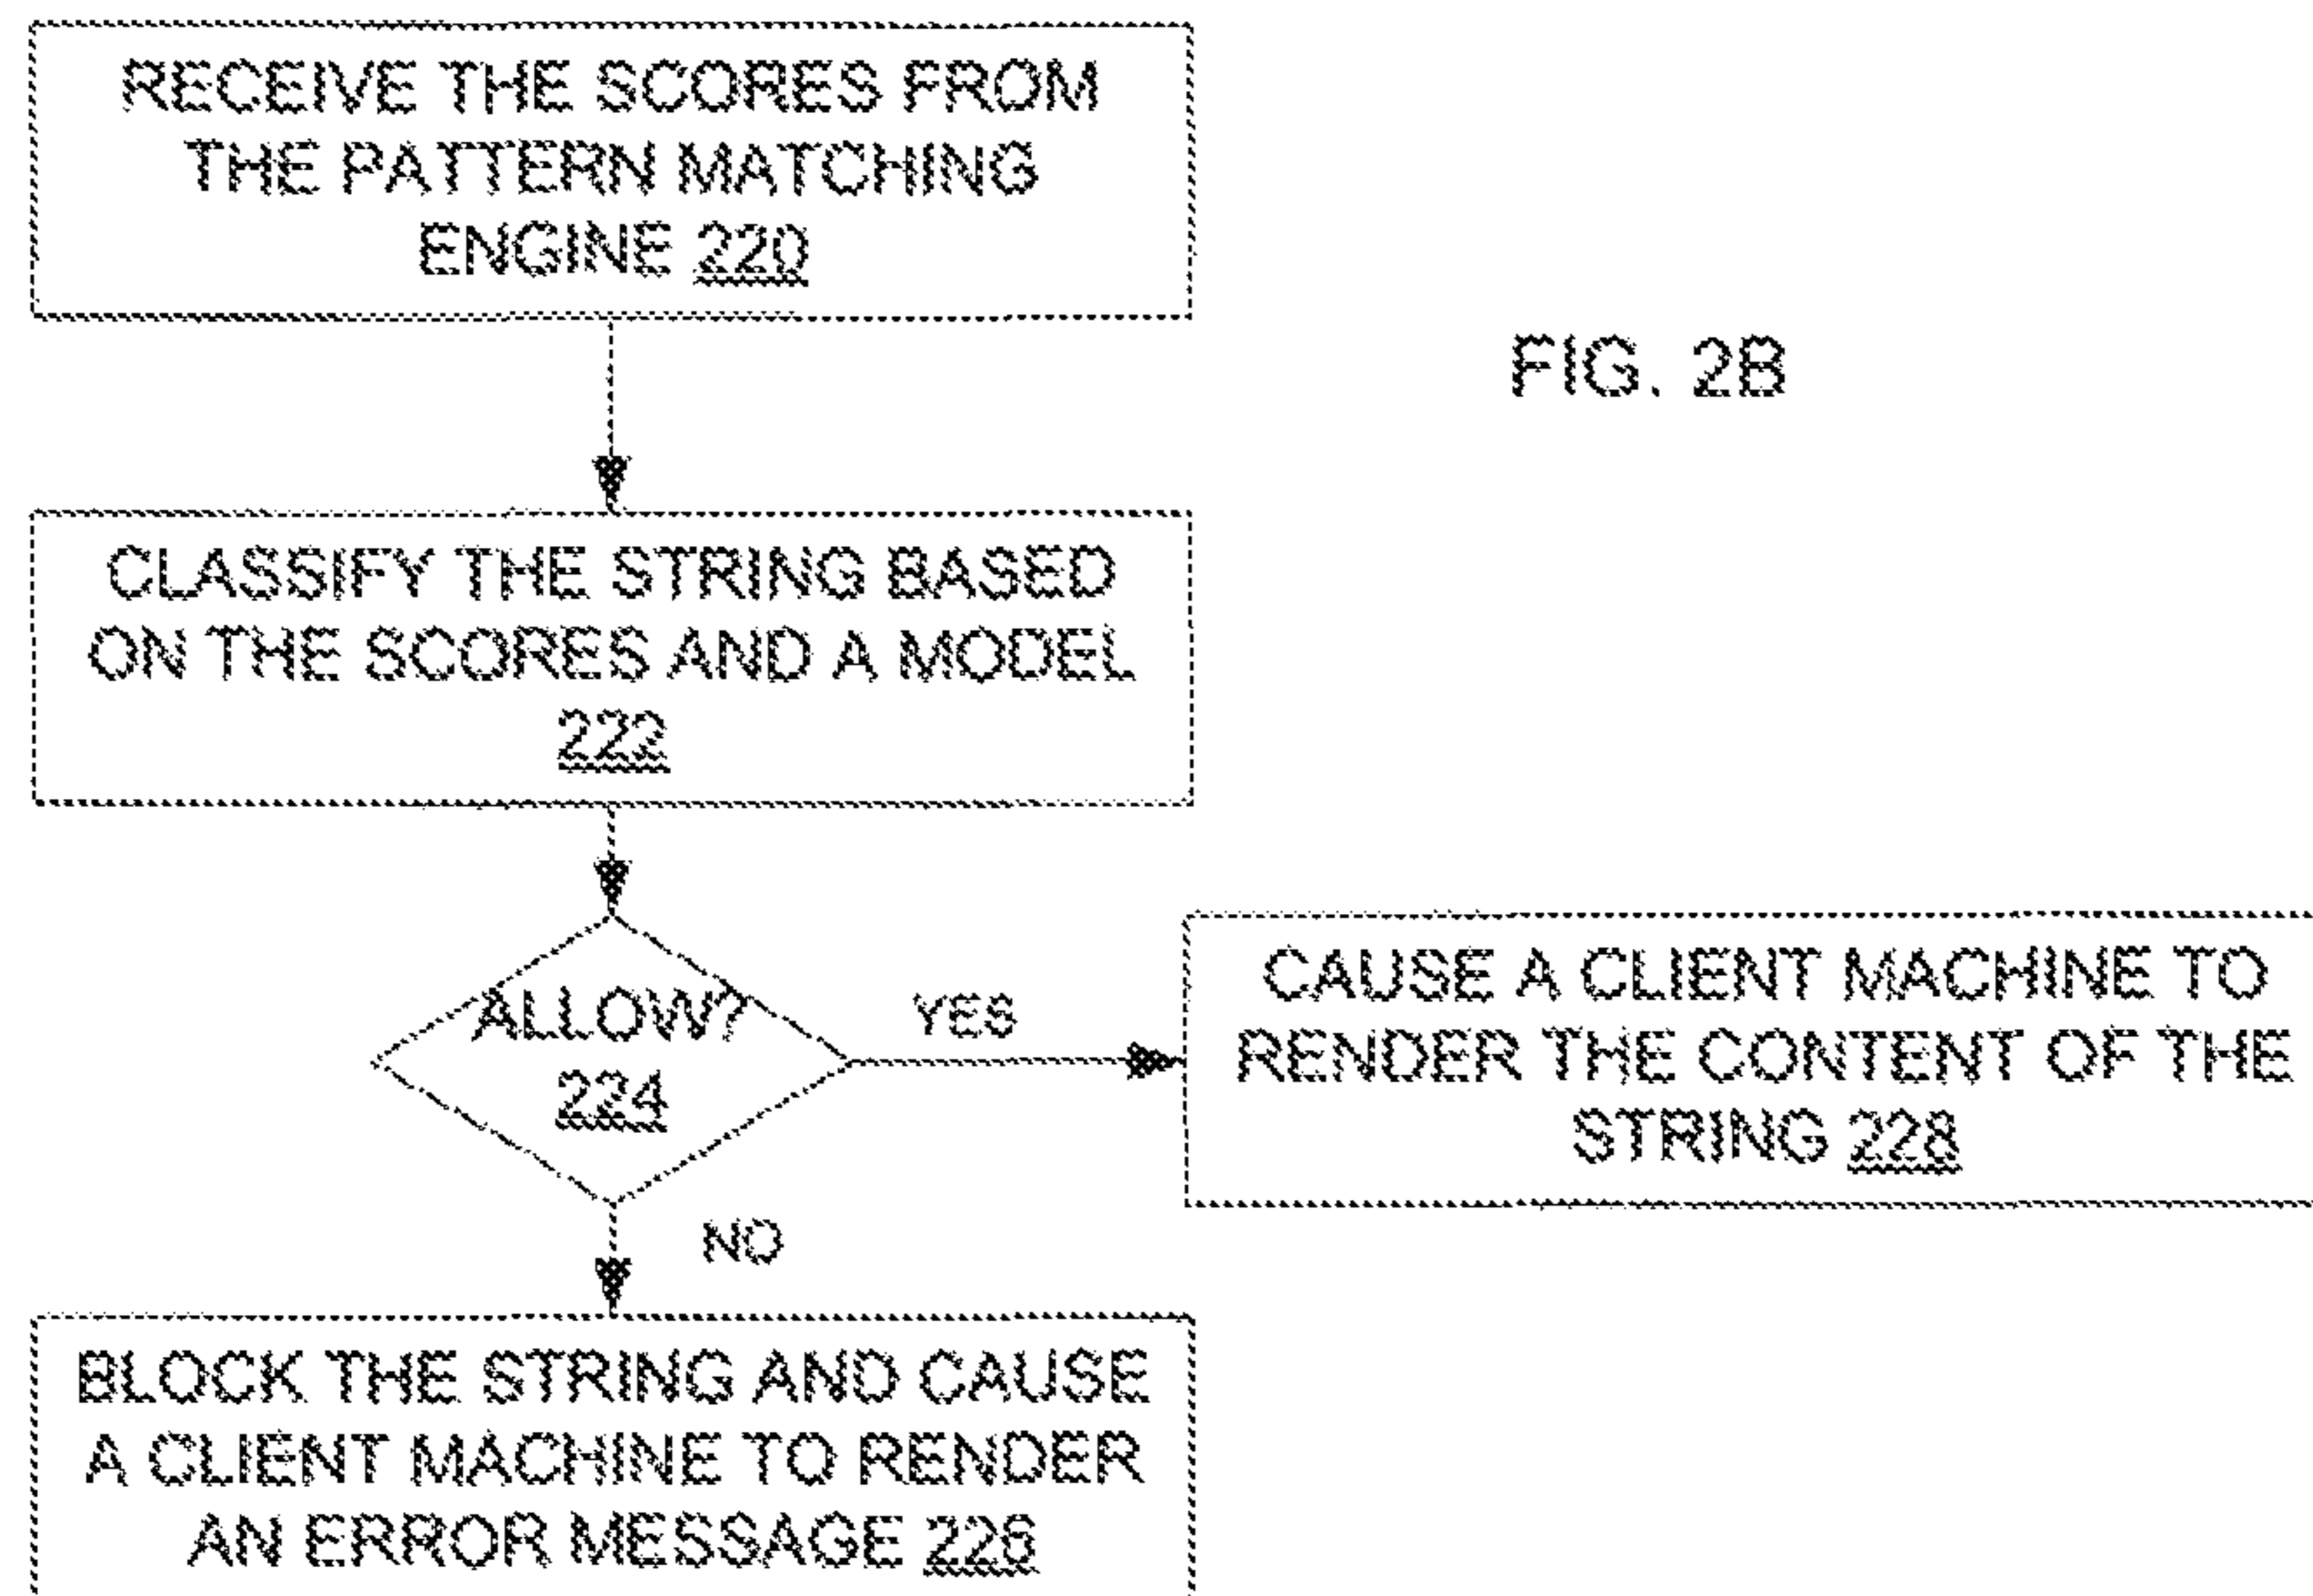 RECEIVE THE SCORES FROM
THE PATTERN MATCHING
ENGINE 220
FIG. 2B
CLASSIFY THE STRING BASED
ON THE SCORES AND A MODEL
222
ALLOW?
224
YES
CAUSE A CLIENT MACHINE TO
RENDER THE CONTENT OF THE
STRING 228
NO
BLOCK THE STRING AND CAUSE
A CLIENT MACHINE TO RENDER
AN ERROR MESSAGE 226